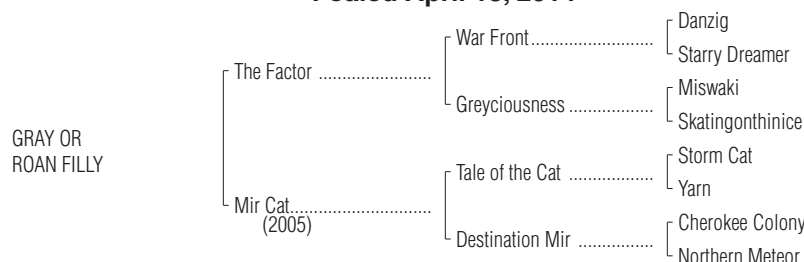 April
Danzig
War Front
Starry Dreamer
The Factor
Miswaki
Greyciousness
Skatingonthinice
GRAY OR
ROAN FILLY
Storm Cat
Tale of the Cat
Yarn
Mir Cat
(2005)
Cherokee Colony
Destination Mir
Northern Meteor